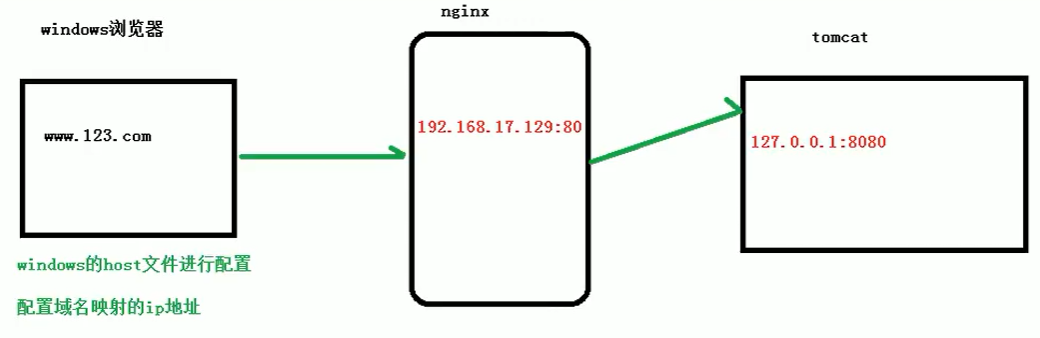 nginx
windows浏览器
tomcat
www.123.com
192.168.17.129:80
127.0.0.1:8080
windows的host文件进行配置
配置域名映射的ip地址